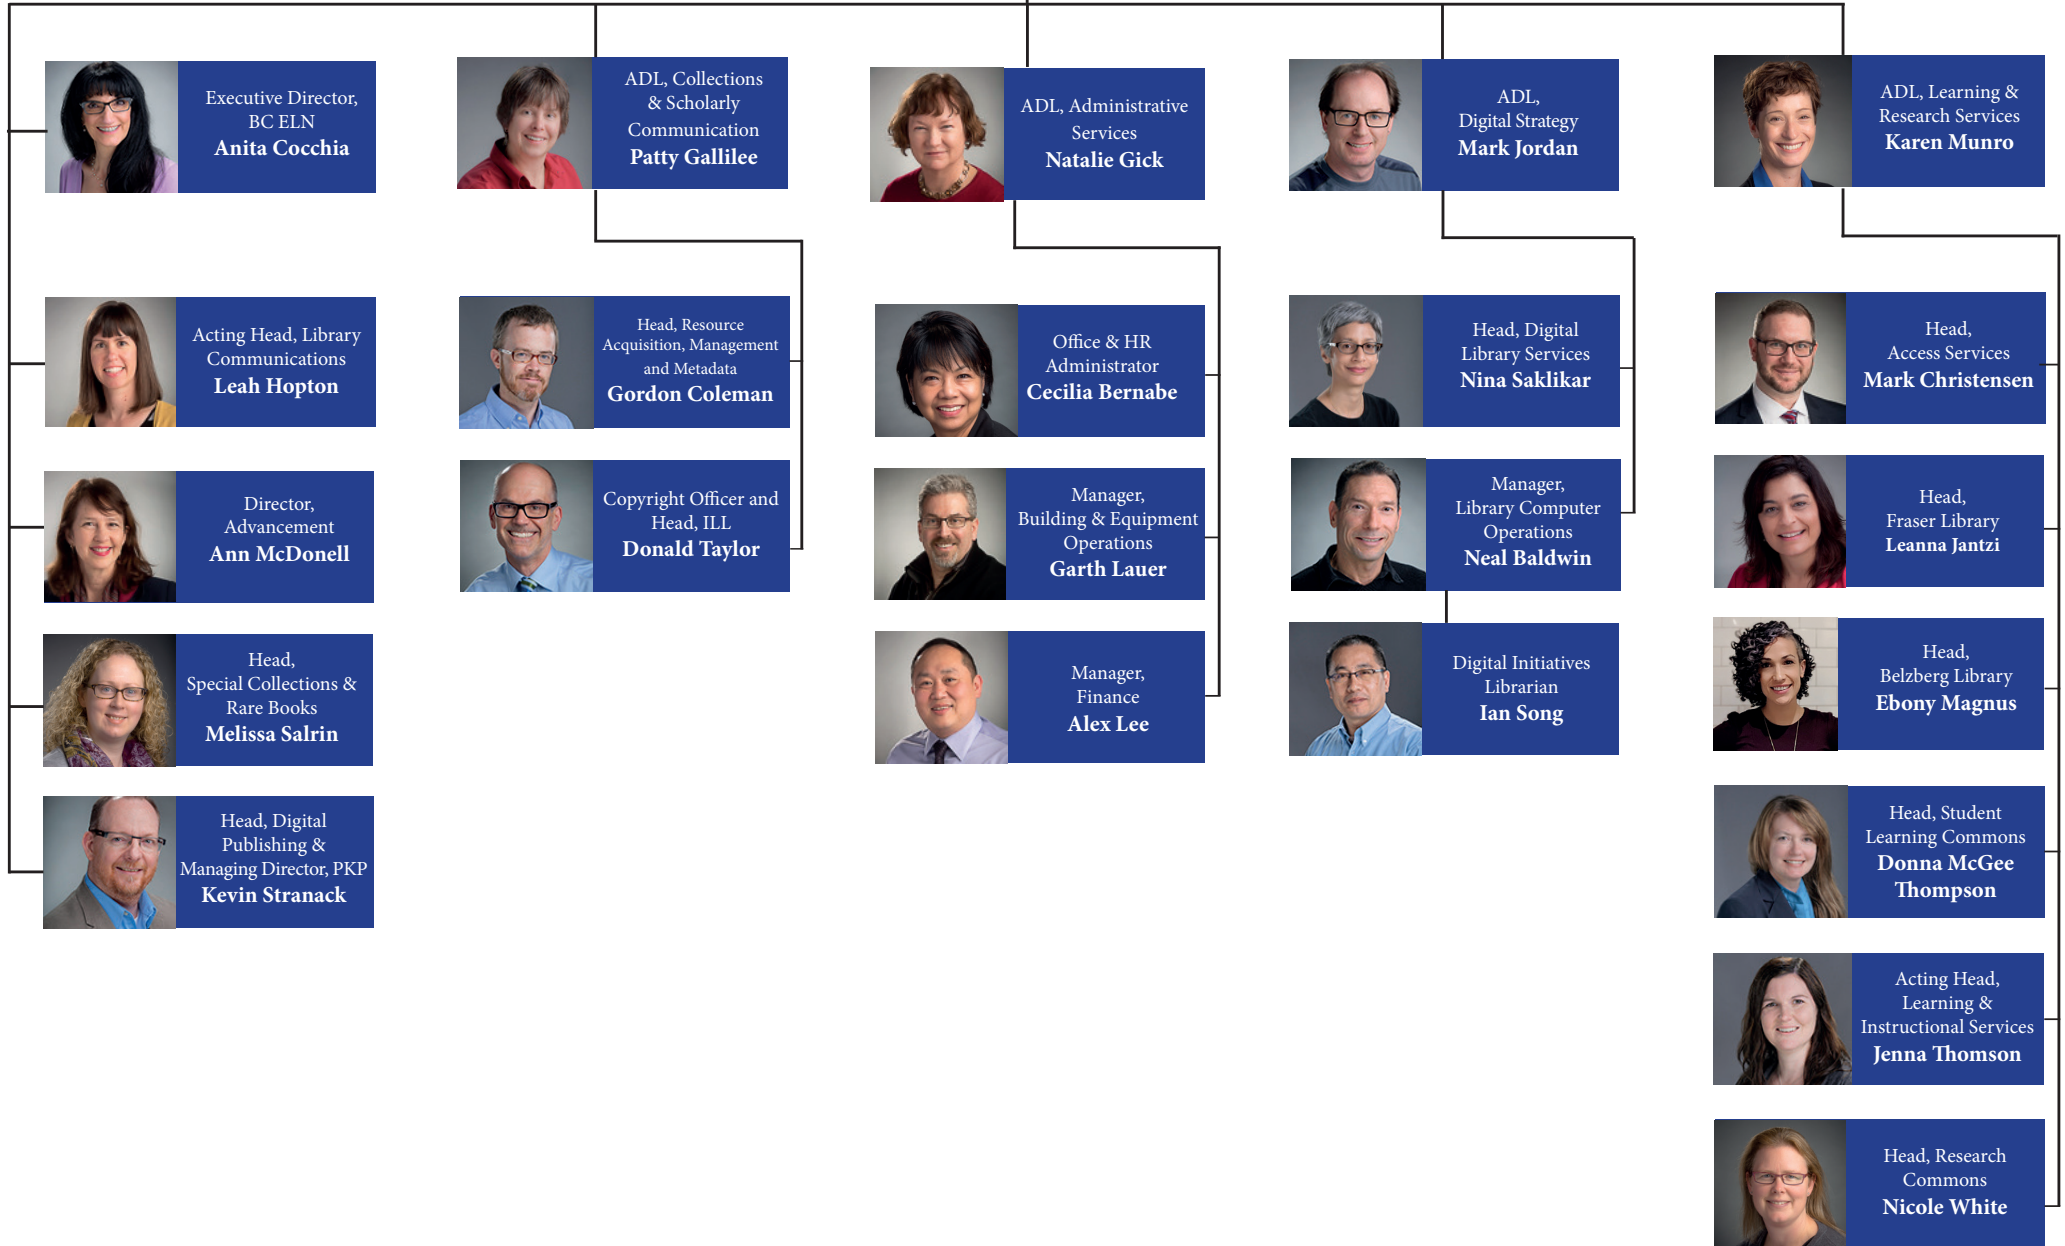 Executive Director,
BC ELN
Anita Cocchia
ADL, Collections
& Scholarly
Communication
Patty Gallilee
ADL, Administrative
Services
Natalie Gick
ADL,
Digital Strategy
Mark Jordan
ADL, Learning &
Research Services
Karen Munro
Acting Head, Library
Communications
Leah Hopton
Head, Resource
Acquisition, Management
and Metadata
Gordon Coleman
Office & HR
Administrator
Cecilia Bernabe
Head, Digital
Library Services
Nina Saklikar
Head,
Access Services
Mark Christensen
Director,
Advancement
Ann McDonell
Copyright Officer and
Head, ILL
Donald Taylor
Manager,
Building & Equipment
Operations
Garth Lauer
Manager,
Library Computer
Operations
Neal Baldwin
Head,
Fraser Library
Leanna Jantzi
Head,
Special Collections &
Rare Books
Melissa Salrin
Manager,
Finance
Alex Lee
Digital Initiatives
Librarian
Ian Song
Head,
Belzberg Library
Ebony Magnus
Head, Digital
Publishing &
Managing Director, PKP
Kevin Stranack
Head, Student
Learning Commons
Donna McGee
Thompson
Acting Head,
Learning &
Instructional Services
Jenna Thomson
Head, Research
Commons
Nicole White